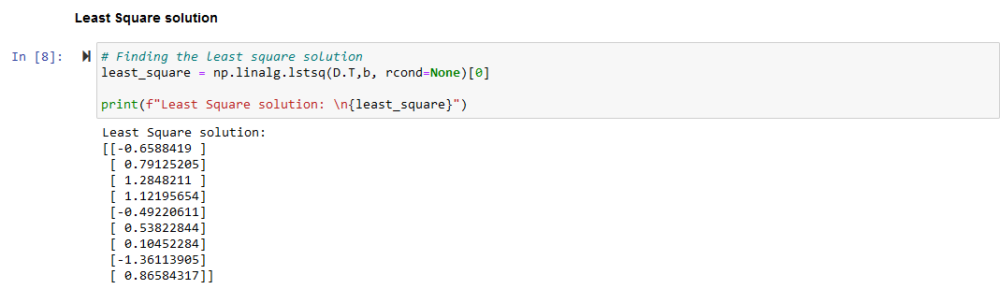 Least Square solution
In [8]:
# Finding the least square solution
least_square = np.linalg.lstsq(D.T,b, rcond=None)[0]
print(f"Least Square solution: \n{least_square}")
Least Square solution:
[[-0.6588419 ]
 [ 0.79125205]
 [ 1.2848211 ]
 [ 1.12195654]
 [-0.49220611]
 [ 0.53822844]
 [ 0.10452284]
 [-1.36113905]
 [ 0.86584317]]